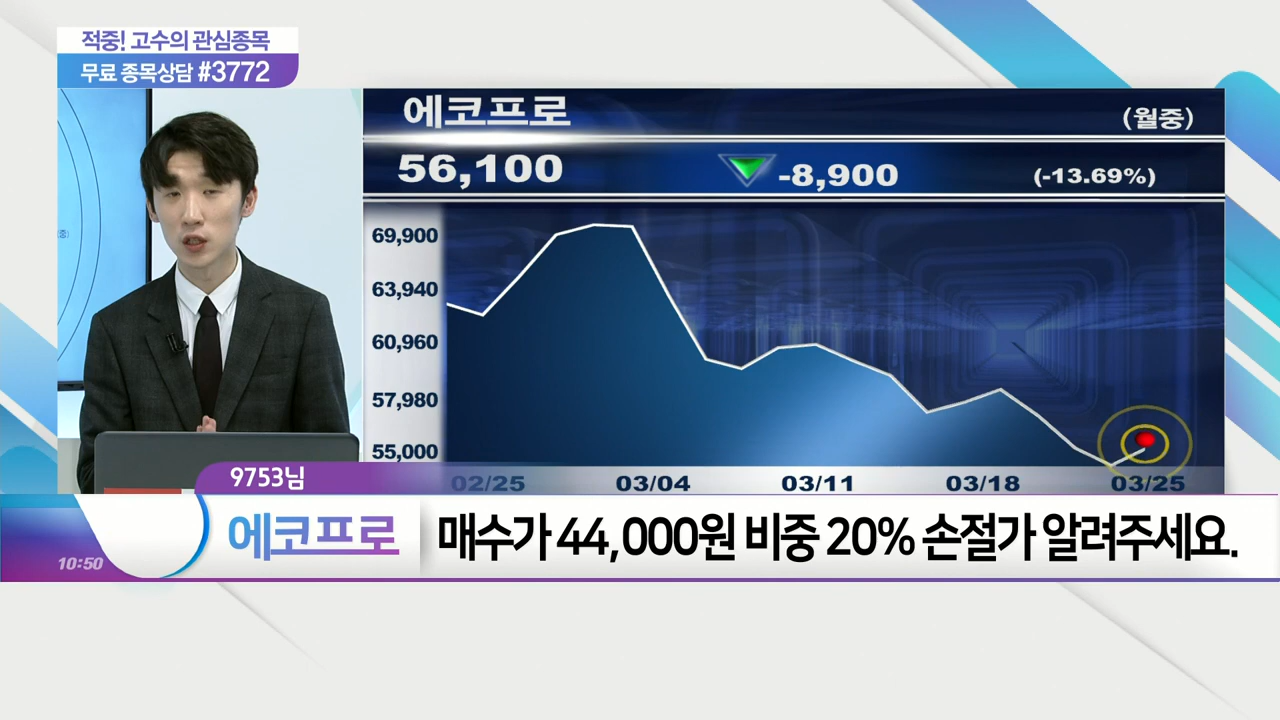 적중! 고수의 관심종목
무료 종목상담 #3772
에코프로
(월중)
56,100
-8,900
(-13.69%)
69,900
63,940
60,960
57,980
55,000
02/25
03/04
03/11
03/18
03/25
9753님
에코프로
매수가 44,000원 비중 20% 손절가 알려주세요.
10:50